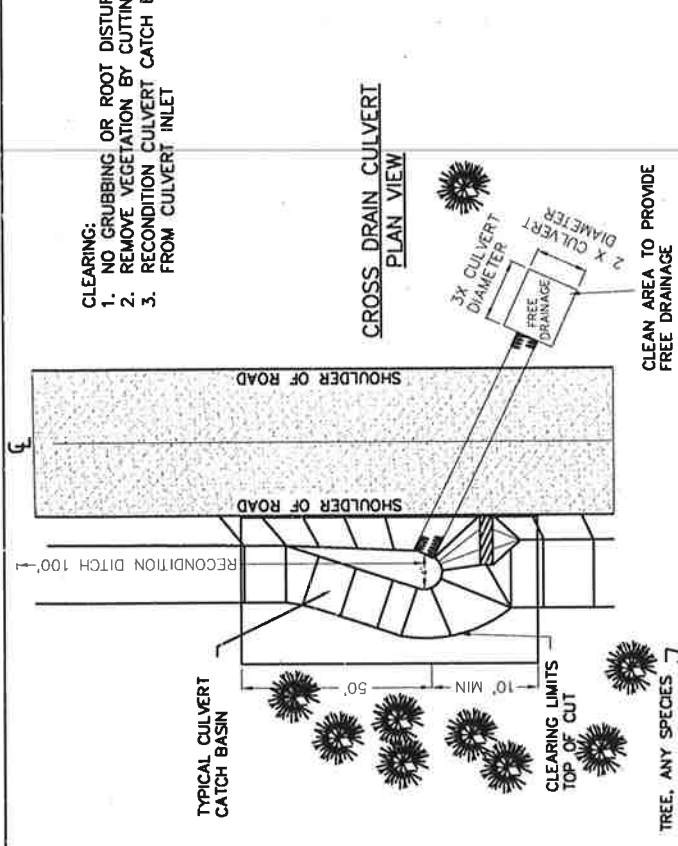 CLEARING:
1. NO GRUBBING OR ROOT DISTUR
2. REMOVE VEGETATION BY CUTTIN
3. RECONDITION CULVERT CATCH B
FROM CULVERT INLET
CROSS DRAIN CULVERT
PLAN VIEW
℄
SHOULDER OF ROAD
SHOULDER OF ROAD
RECONDITION DITCH 100'
TYPICAL CULVERT
CATCH BASIN
50'
10' MIN
CLEARING LIMITS
TOP OF CUT
TREE, ANY SPECIES
3X CULVERT
DIAMETER
2 X CULVERT
DIAMETER
FREE
DRAINAGE
CLEAN AREA TO PROVIDE
FREE DRAINAGE